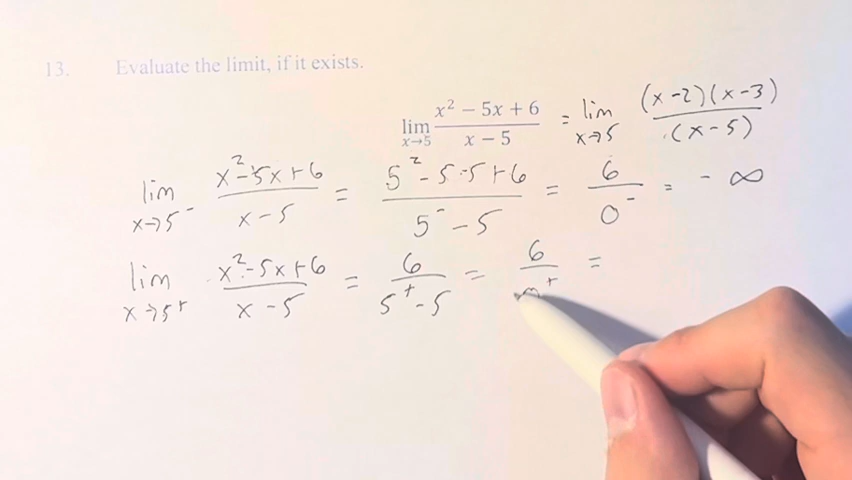 13. Evaluate the limit, if it exists.
lim x→5 (x² − 5x + 6)/(x − 5) = lim x→5 ((x−2)(x−3))/((x−5))
lim x→5⁻ (x²−5x+6)/(x−5) = (5²−5·5+6)/(5⁻−5) = 6/0⁻ = −∞
lim x→5⁺ (x²−5x+6)/(x−5) = 6/(5⁺−5) = 6/0⁺ =